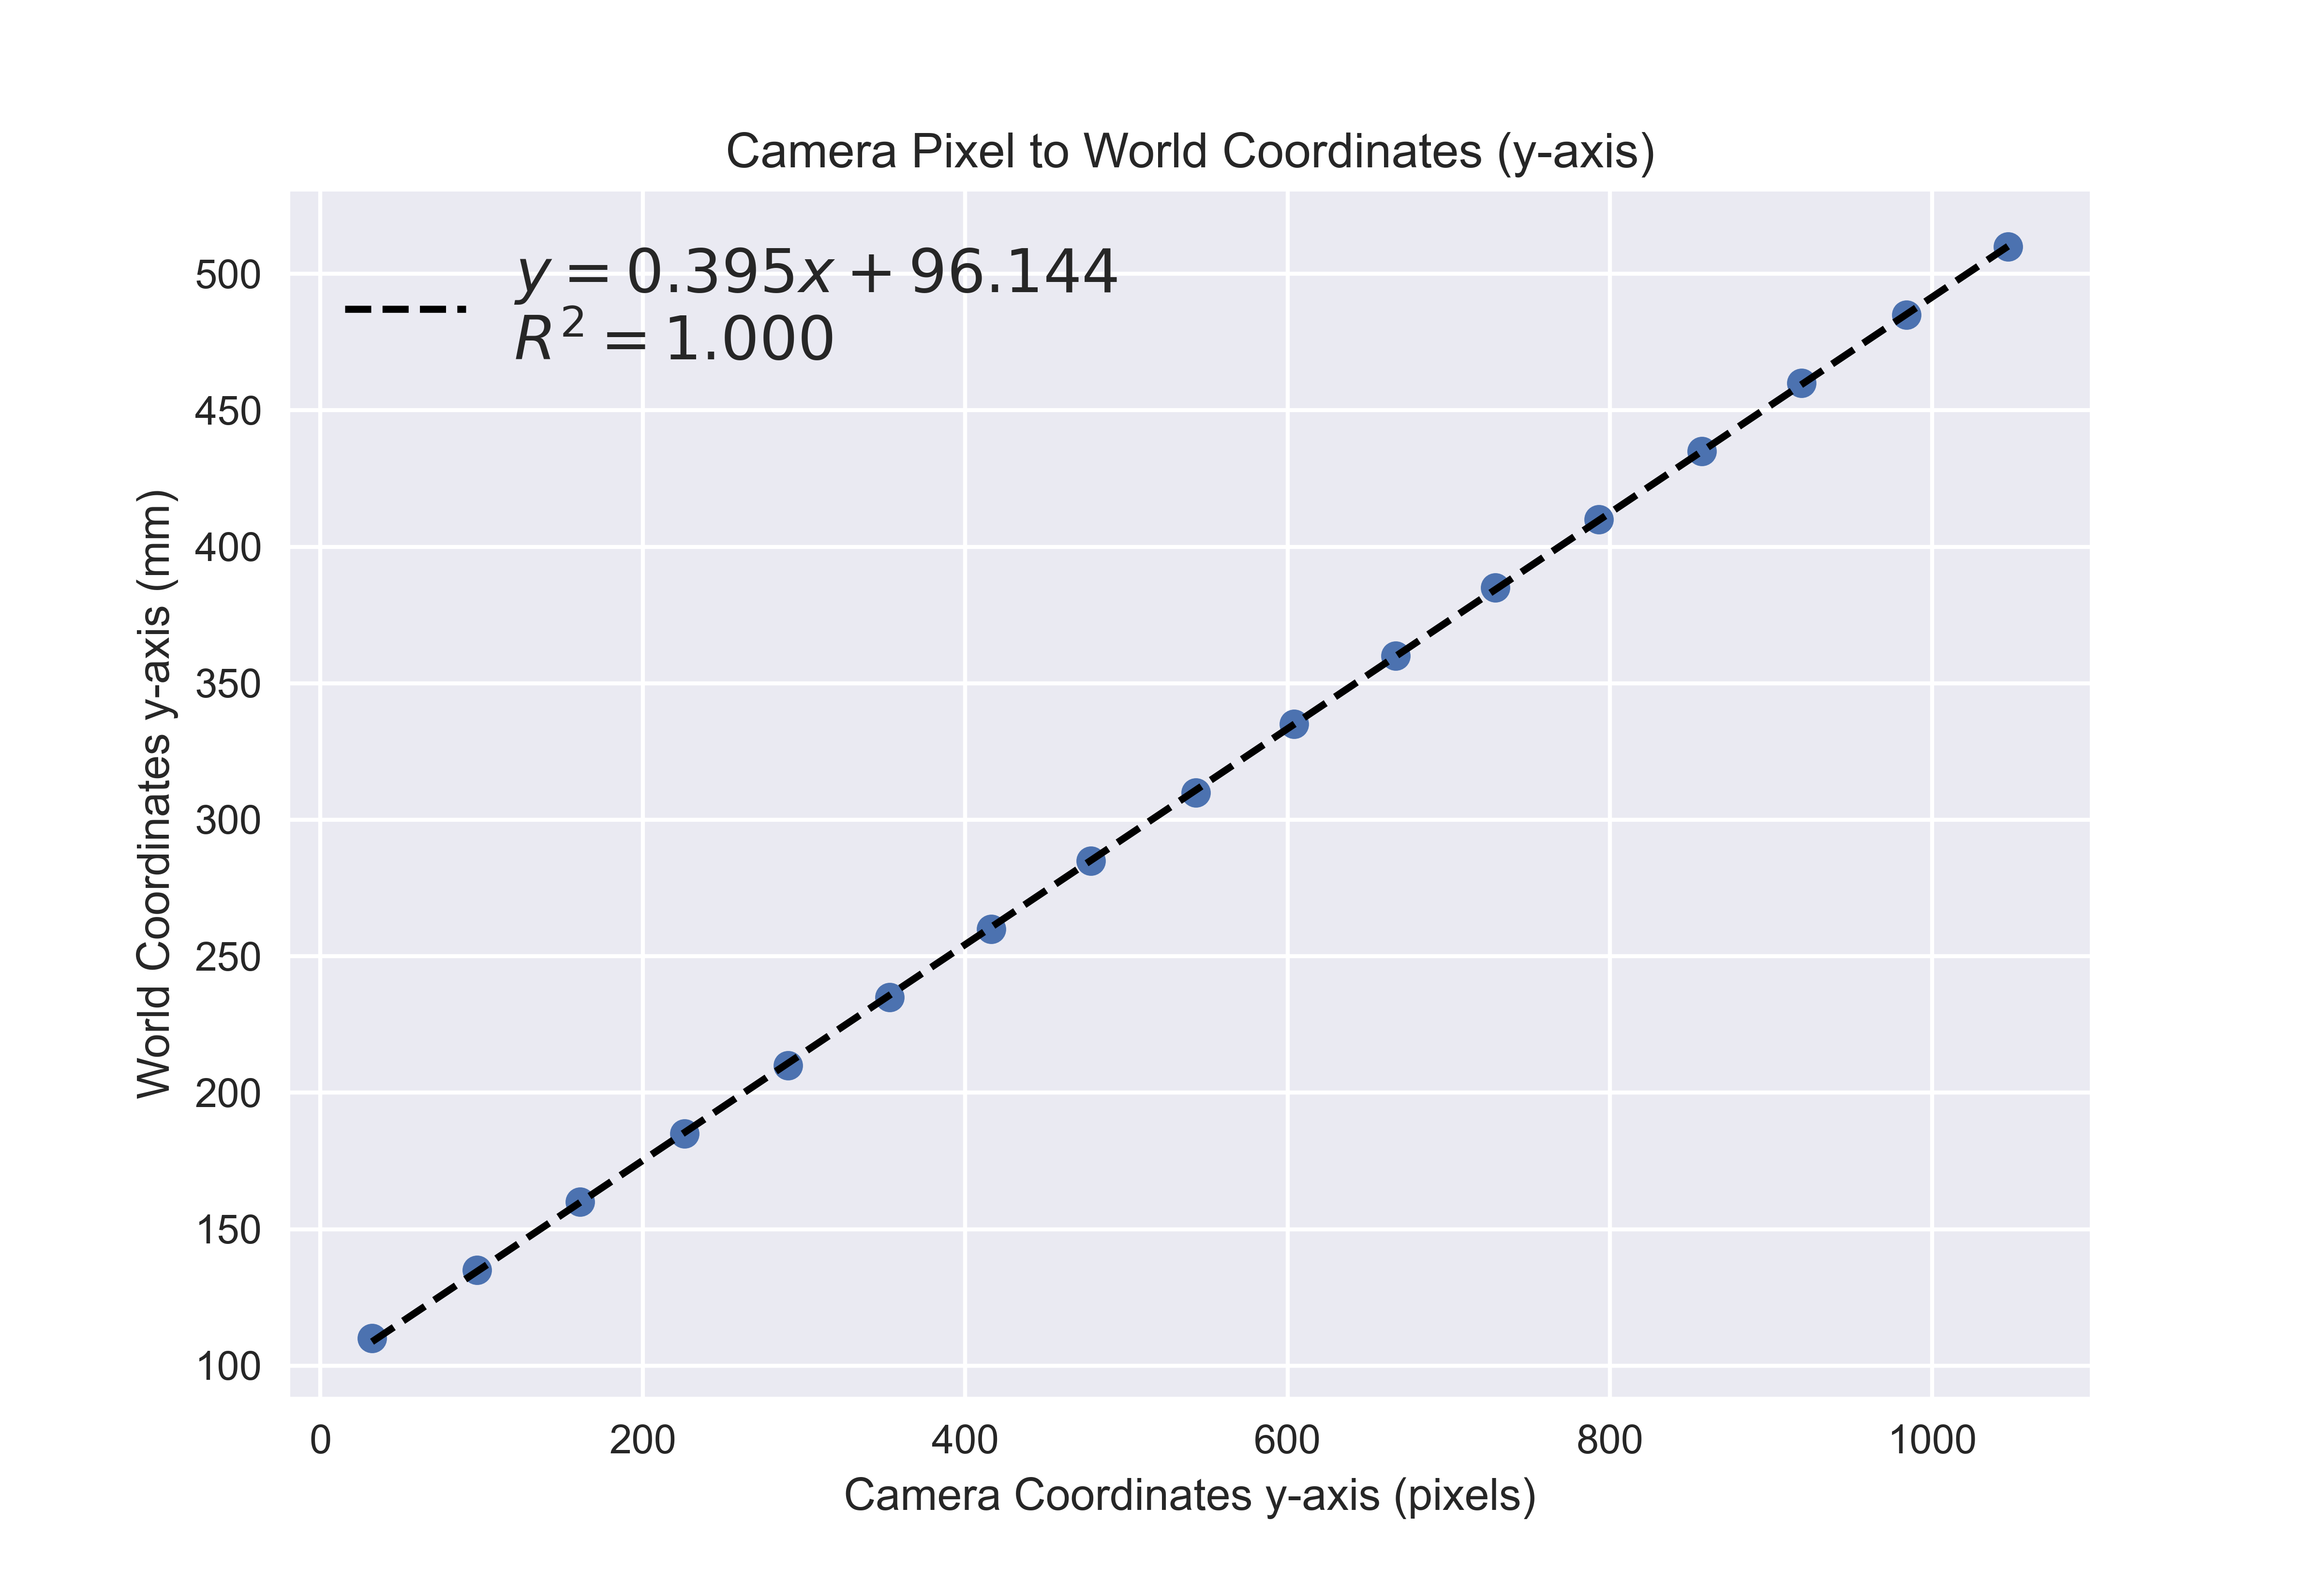 Camera Pixel to World Coordinates (y-axis)
y = 0.395x + 96.144
R² = 1.000
World Coordinates y-axis (mm)
500
450
400
350
300
250
200
150
100
0 200 400 600 800 1000
Camera Coordinates y-axis (pixels)